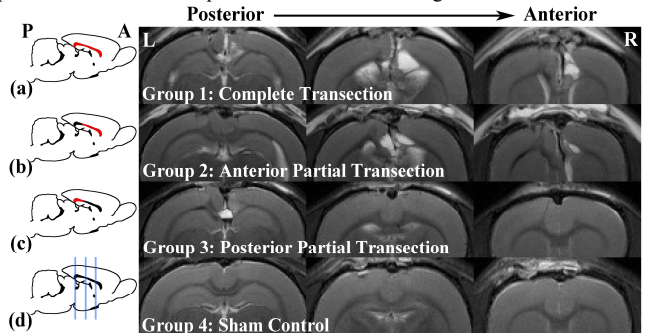 Posterior Anterior
P A L R
(a) Group 1: Complete Transection
(b) Group 2: Anterior Partial Transection
(c) Group 3: Posterior Partial Transection
(d) Group 4: Sham Control